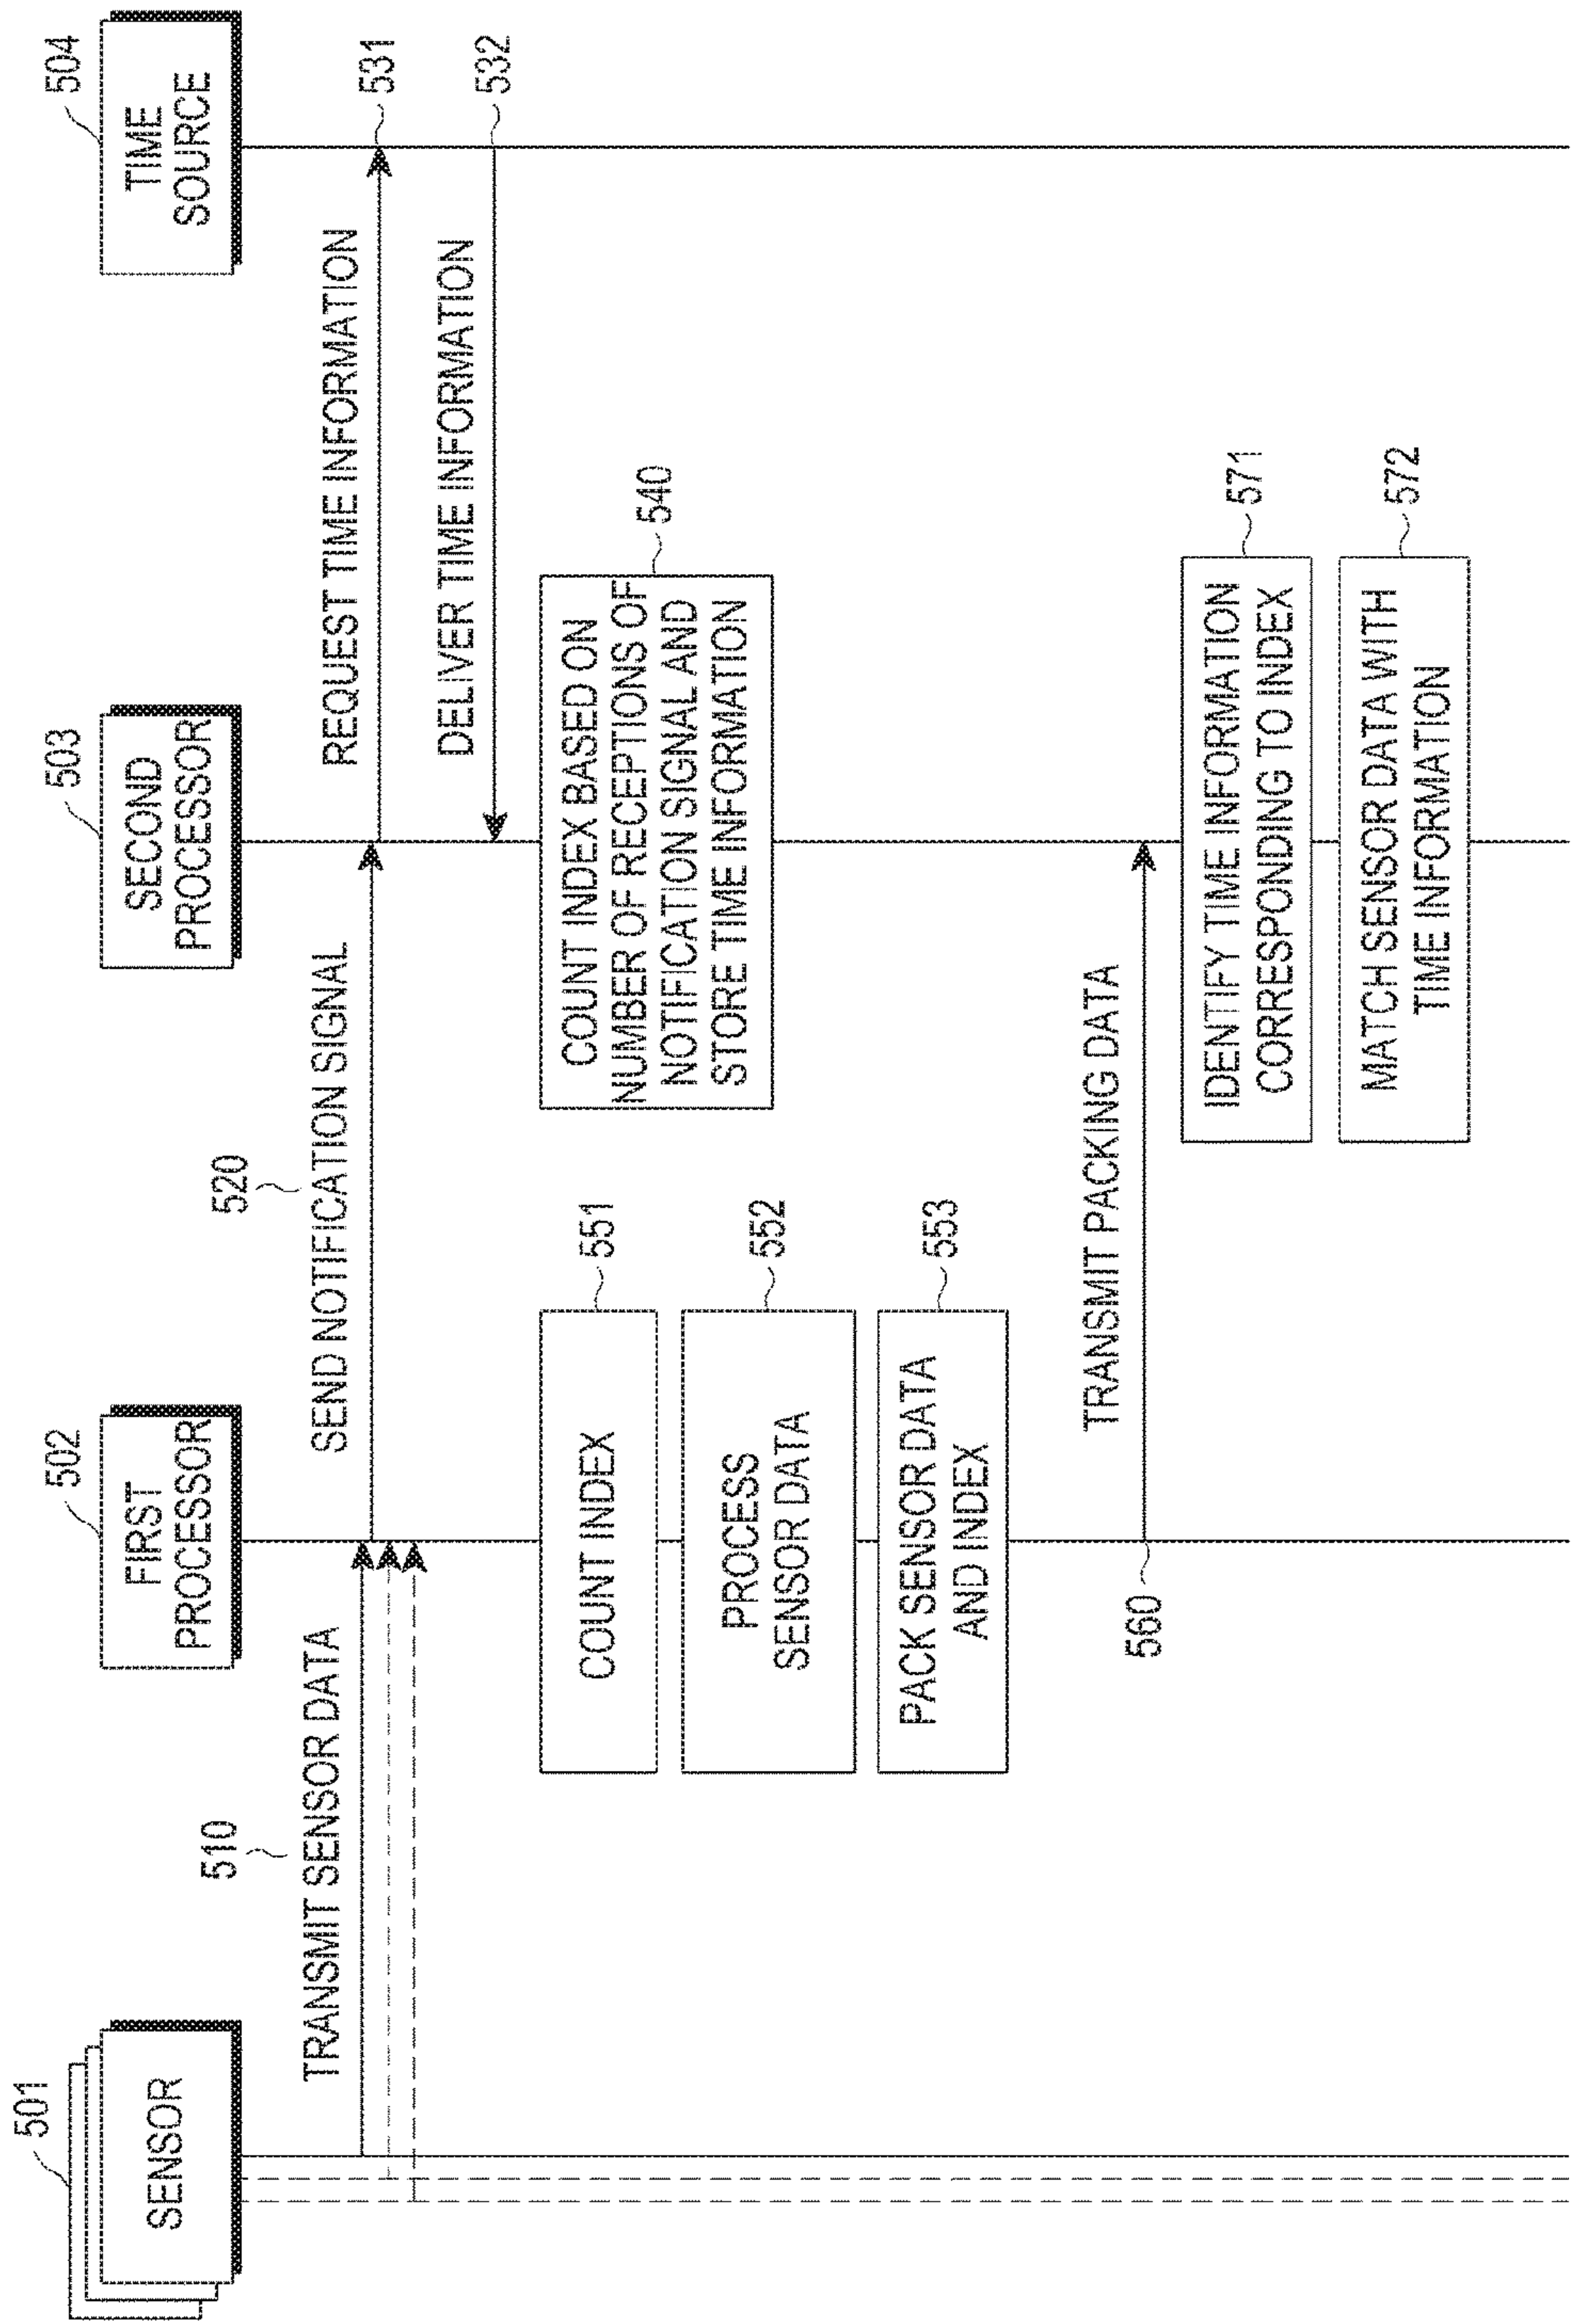 501
SENSOR
502
FIRST
PROCESSOR
503
SECOND
PROCESSOR
504
TIME
SOURCE
510
TRANSMIT SENSOR DATA
520
SEND NOTIFICATION SIGNAL
REQUEST TIME INFORMATION
531
DELIVER TIME INFORMATION
532
COUNT INDEX
551
COUNT INDEX BASED ON
NUMBER OF RECEPTIONS OF
NOTIFICATION SIGNAL AND
STORE TIME INFORMATION
540
PROCESS
SENSOR DATA
552
PACK SENSOR DATA
AND INDEX
553
560
TRANSMIT PACKING DATA
IDENTIFY TIME INFORMATION
CORRESPONDING TO INDEX
571
MATCH SENSOR DATA WITH
TIME INFORMATION
572